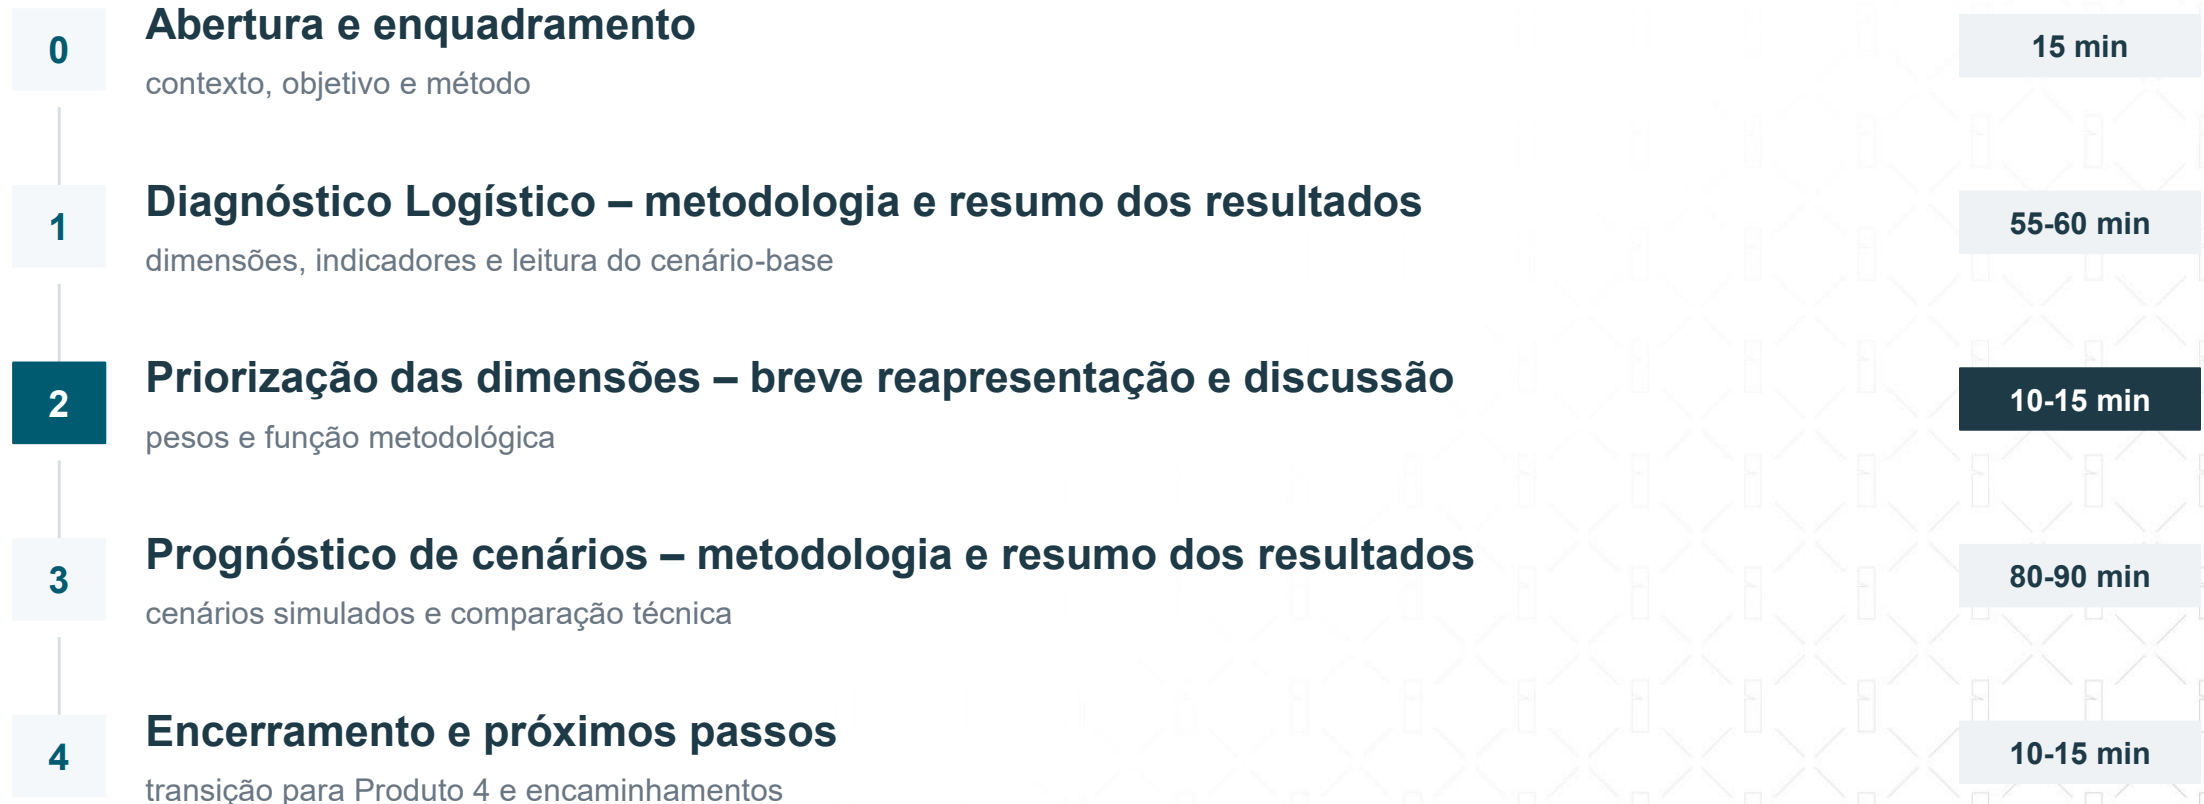 0
Abertura e enquadramento
15 min
contexto, objetivo e método
1
Diagnóstico Logístico – metodologia e resumo dos resultados
55-60 min
dimensões, indicadores e leitura do cenário-base
2
Priorização das dimensões – breve reapresentação e discussão
10-15 min
pesos e função metodológica
3
Prognóstico de cenários – metodologia e resumo dos resultados
80-90 min
cenários simulados e comparação técnica
4
Encerramento e próximos passos
10-15 min
transição para Produto 4 e encaminhamentos